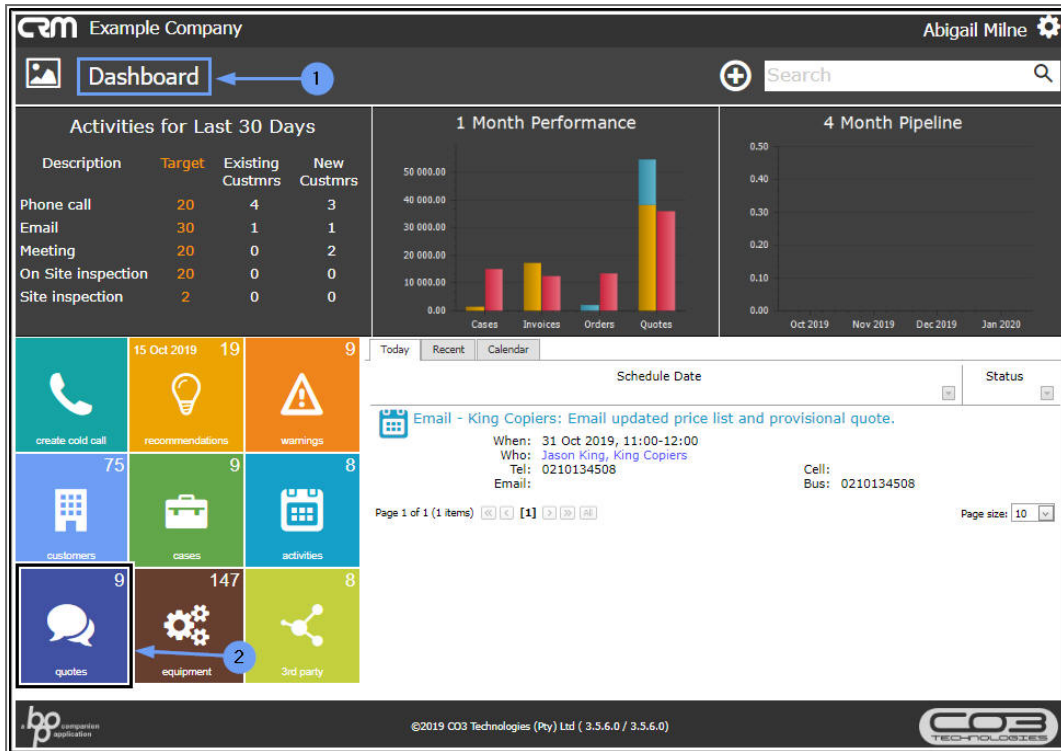 CRM Example Company
Abigail Milne
Dashboard
1
Search
Activities for Last 30 Days
Description Target Existing Custmrs New Custmrs
Phone call 20 4 3
Email 30 1 1
Meeting 20 0 2
On Site inspection 20 0 0
Site inspection 2 0 0
1 Month Performance
50 000.00
40 000.00
30 000.00
20 000.00
10 000.00
0.00
Cases Invoices Orders Quotes
4 Month Pipeline
0.50
0.40
0.30
0.20
0.10
0.00
Oct 2019 Nov 2019 Dec 2019 Jan 2020
create cold call
15 Oct 2019 19
recommendations
9
warnings
75
customers
9
cases
8
activities
9
quotes
147
equipment
2
8
3rd party
Today Recent Calendar
Schedule Date Status
Email - King Copiers: Email updated price list and provisional quote.
When: 31 Oct 2019, 11:00-12:00
Who: Jason King, King Copiers
Tel: 0210134508 Cell:
Email: Bus: 0210134508
Page 1 of 1 (1 items) « < [1] > » All Page size: 10
a bpo companion application
©2019 CO3 Technologies (Pty) Ltd ( 3.5.6.0 / 3.5.6.0)
CO3
TECHNOLOGIES